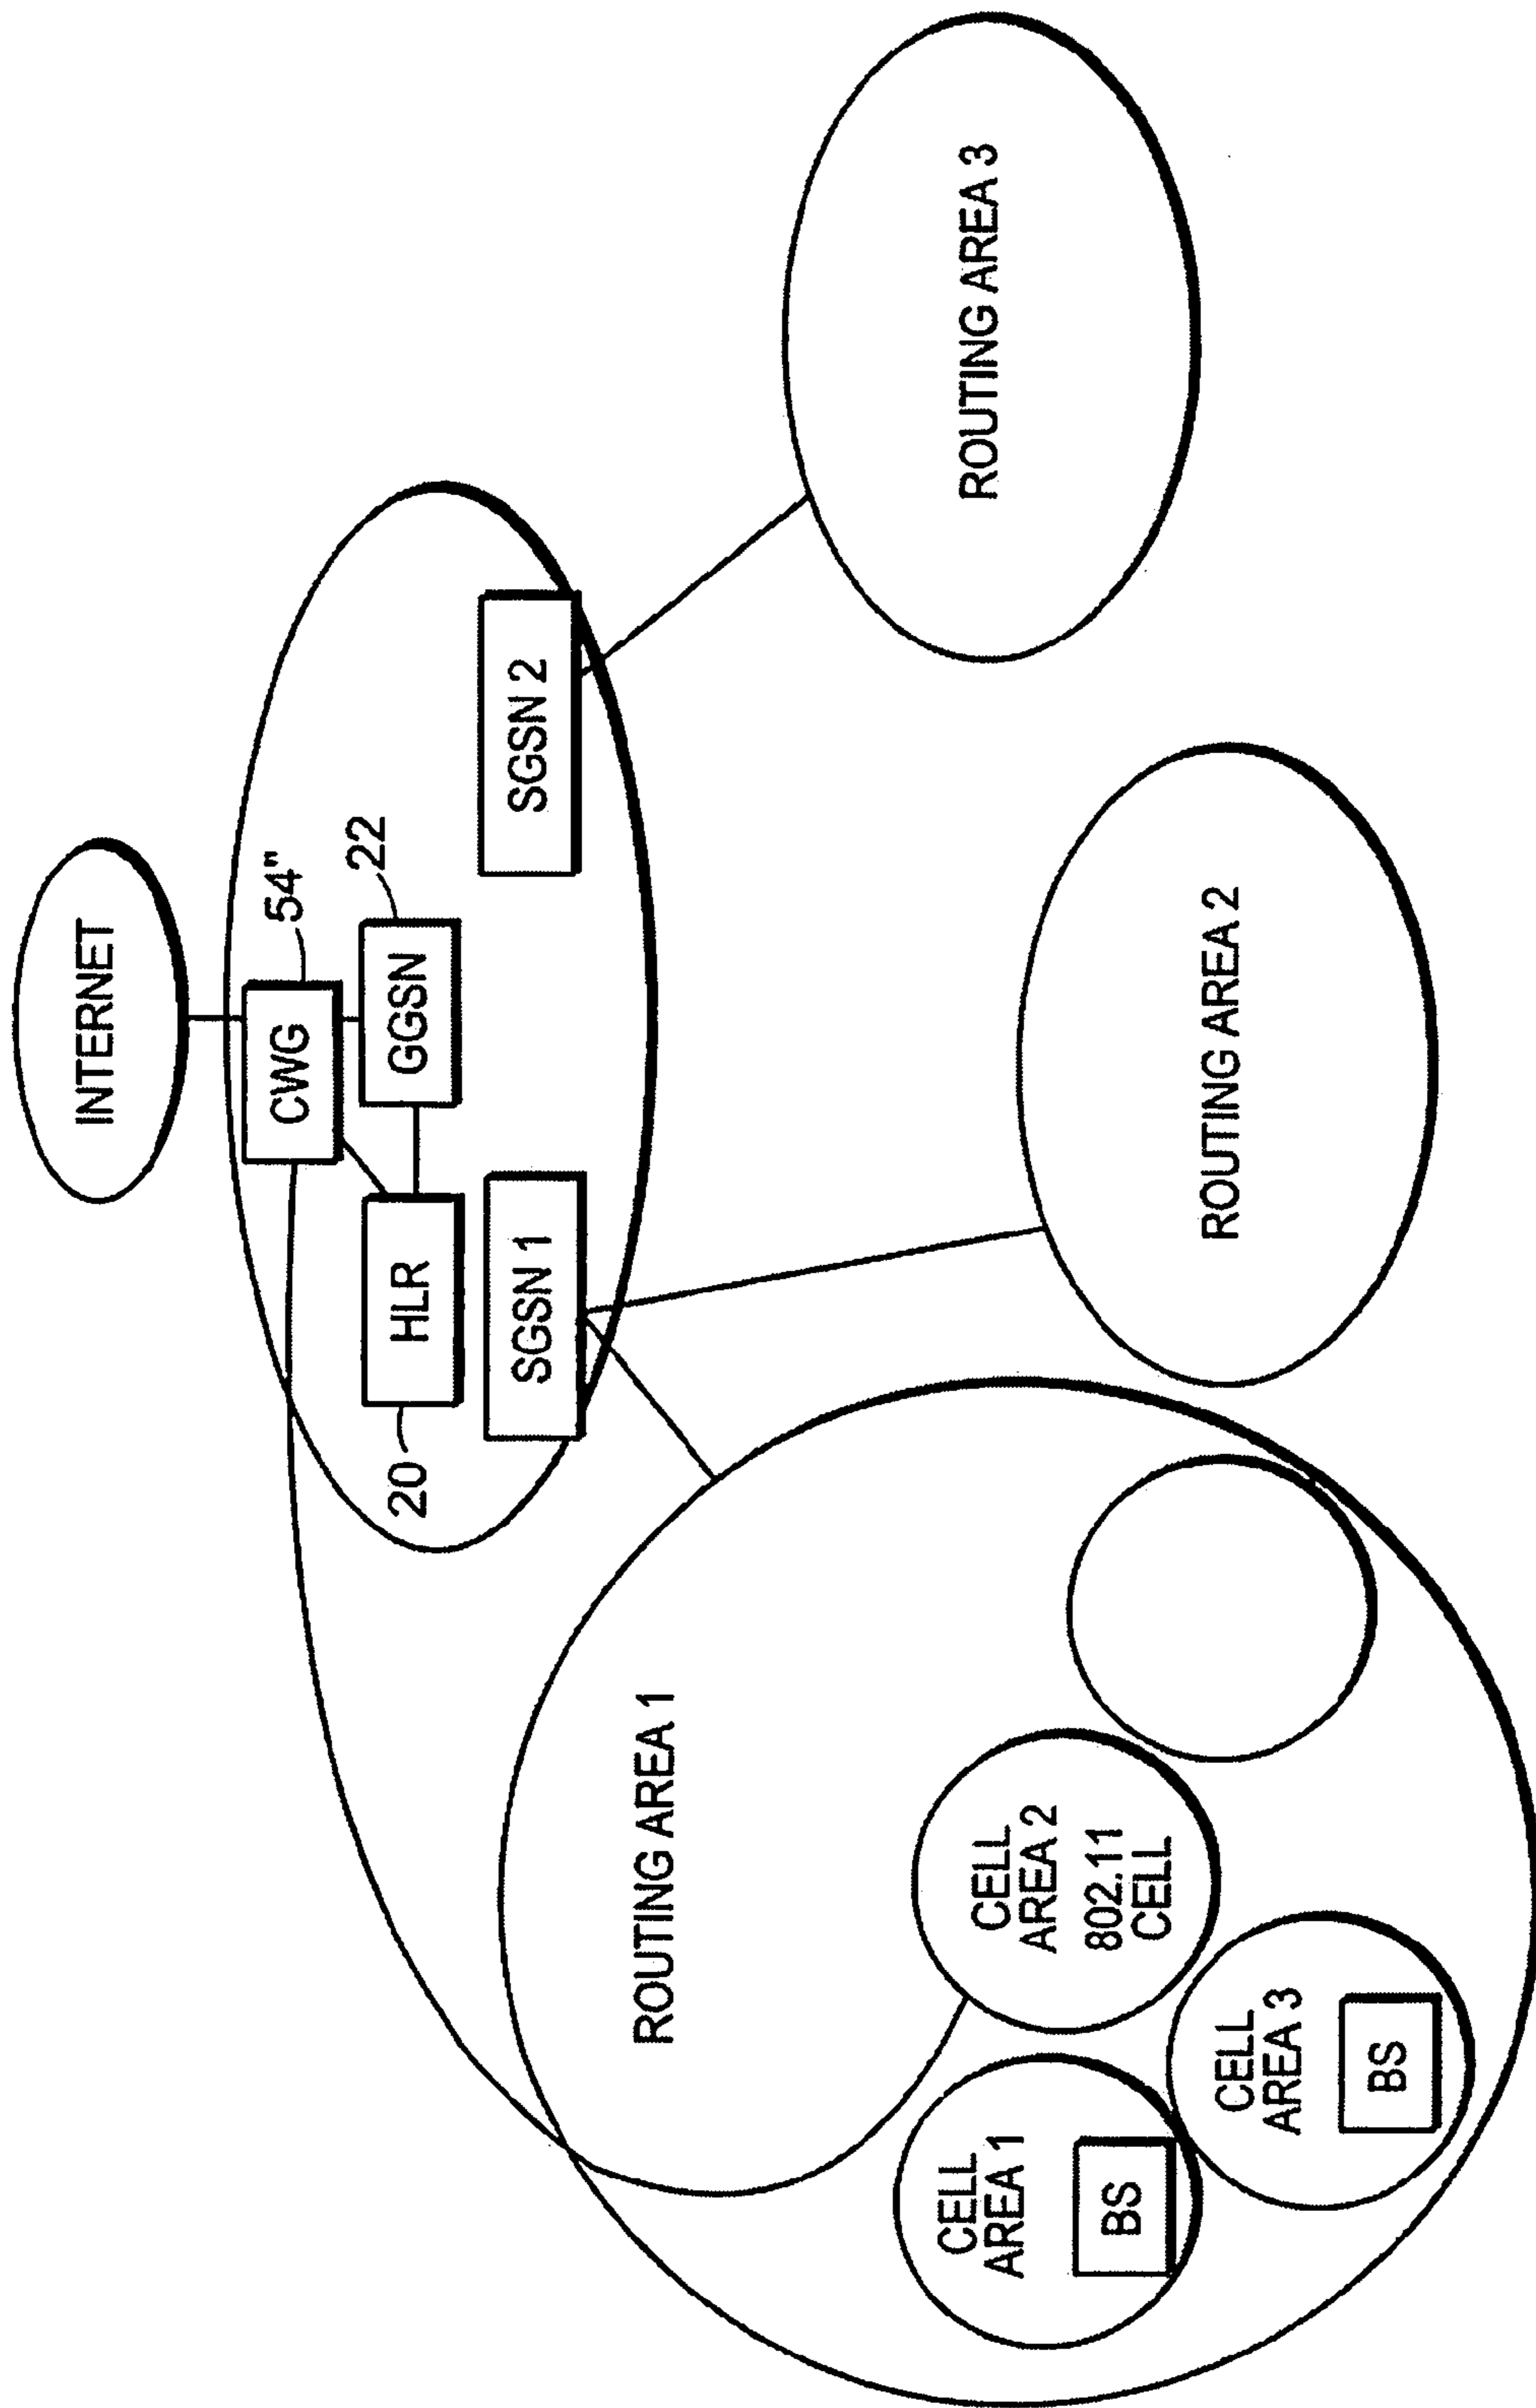 INTERNET
CWG
54"
GGSN
22
HLR
20
SGSN 1
SGSN 2
ROUTING AREA 1
ROUTING AREA 2
ROUTING AREA 3
CELL
AREA 1
BS
CELL
AREA 2
802.11
CELL
CELL
AREA 3
BS